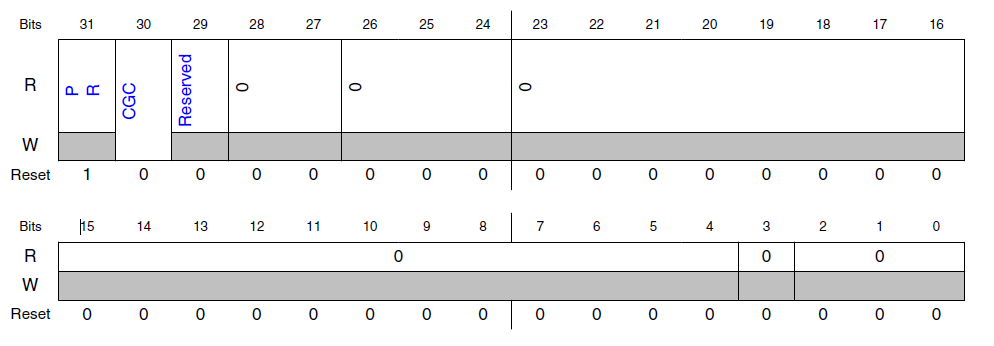 Bits 31 30 29 28 27 26 25 24 23 22 21 20 19 18 17 16
R PR CGC Reserved 0 0 0
W
Reset 1 0 0 0 0 0 0 0 0 0 0 0 0 0 0 0
Bits 15 14 13 12 11 10 9 8 7 6 5 4 3 2 1 0
R 0 0 0
W
Reset 0 0 0 0 0 0 0 0 0 0 0 0 0 0 0 0